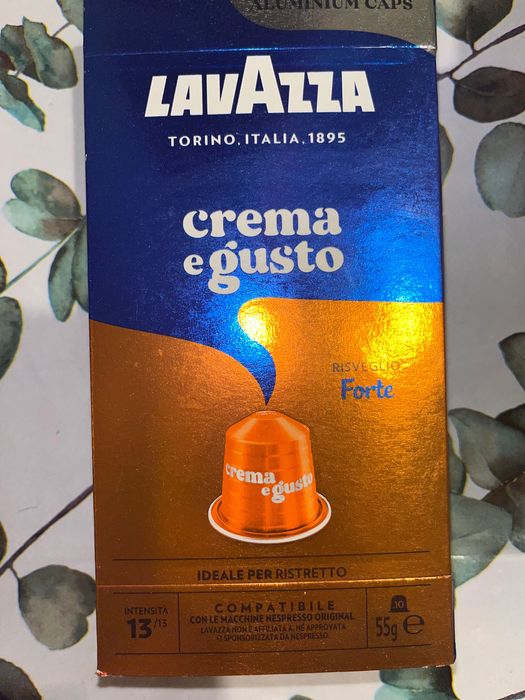 ALUMINIUM CAPS
LAVAZZA
TORINO, ITALIA, 1895
crema
e gusto
RISVEGLIO
Forte
crema
e gusto
IDEALE PER RISTRETTO
INTENSITA
13/13
COMPATIBILE
CON LE MACCHINE NESPRESSO ORIGINAL
LAVAZZA NON È AFFILIATA A, NÉ APPROVATA
O SPONSORIZZATA DA NESPRESSO
10
55g e